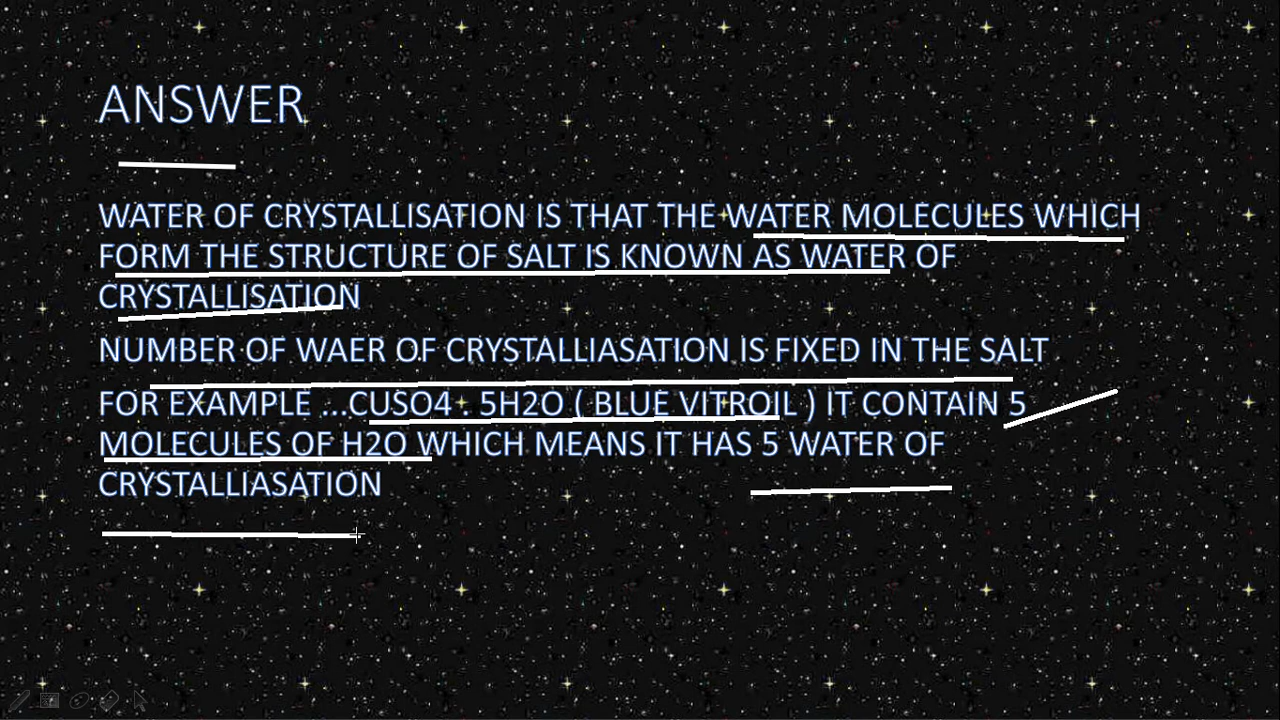 ANSWER
WATER OF CRYSTALLISATION IS THAT THE WATER MOLECULES WHICH
FORM THE STRUCTURE OF SALT IS KNOWN AS WATER OF
CRYSTALLISATION
NUMBER OF WAER OF CRYSTALLIASATION IS FIXED IN THE SALT
FOR EXAMPLE ...CUSO4 . 5H2O ( BLUE VITROIL ) IT CONTAIN 5
MOLECULES OF H2O WHICH MEANS IT HAS 5 WATER OF
CRYSTALLIASATION